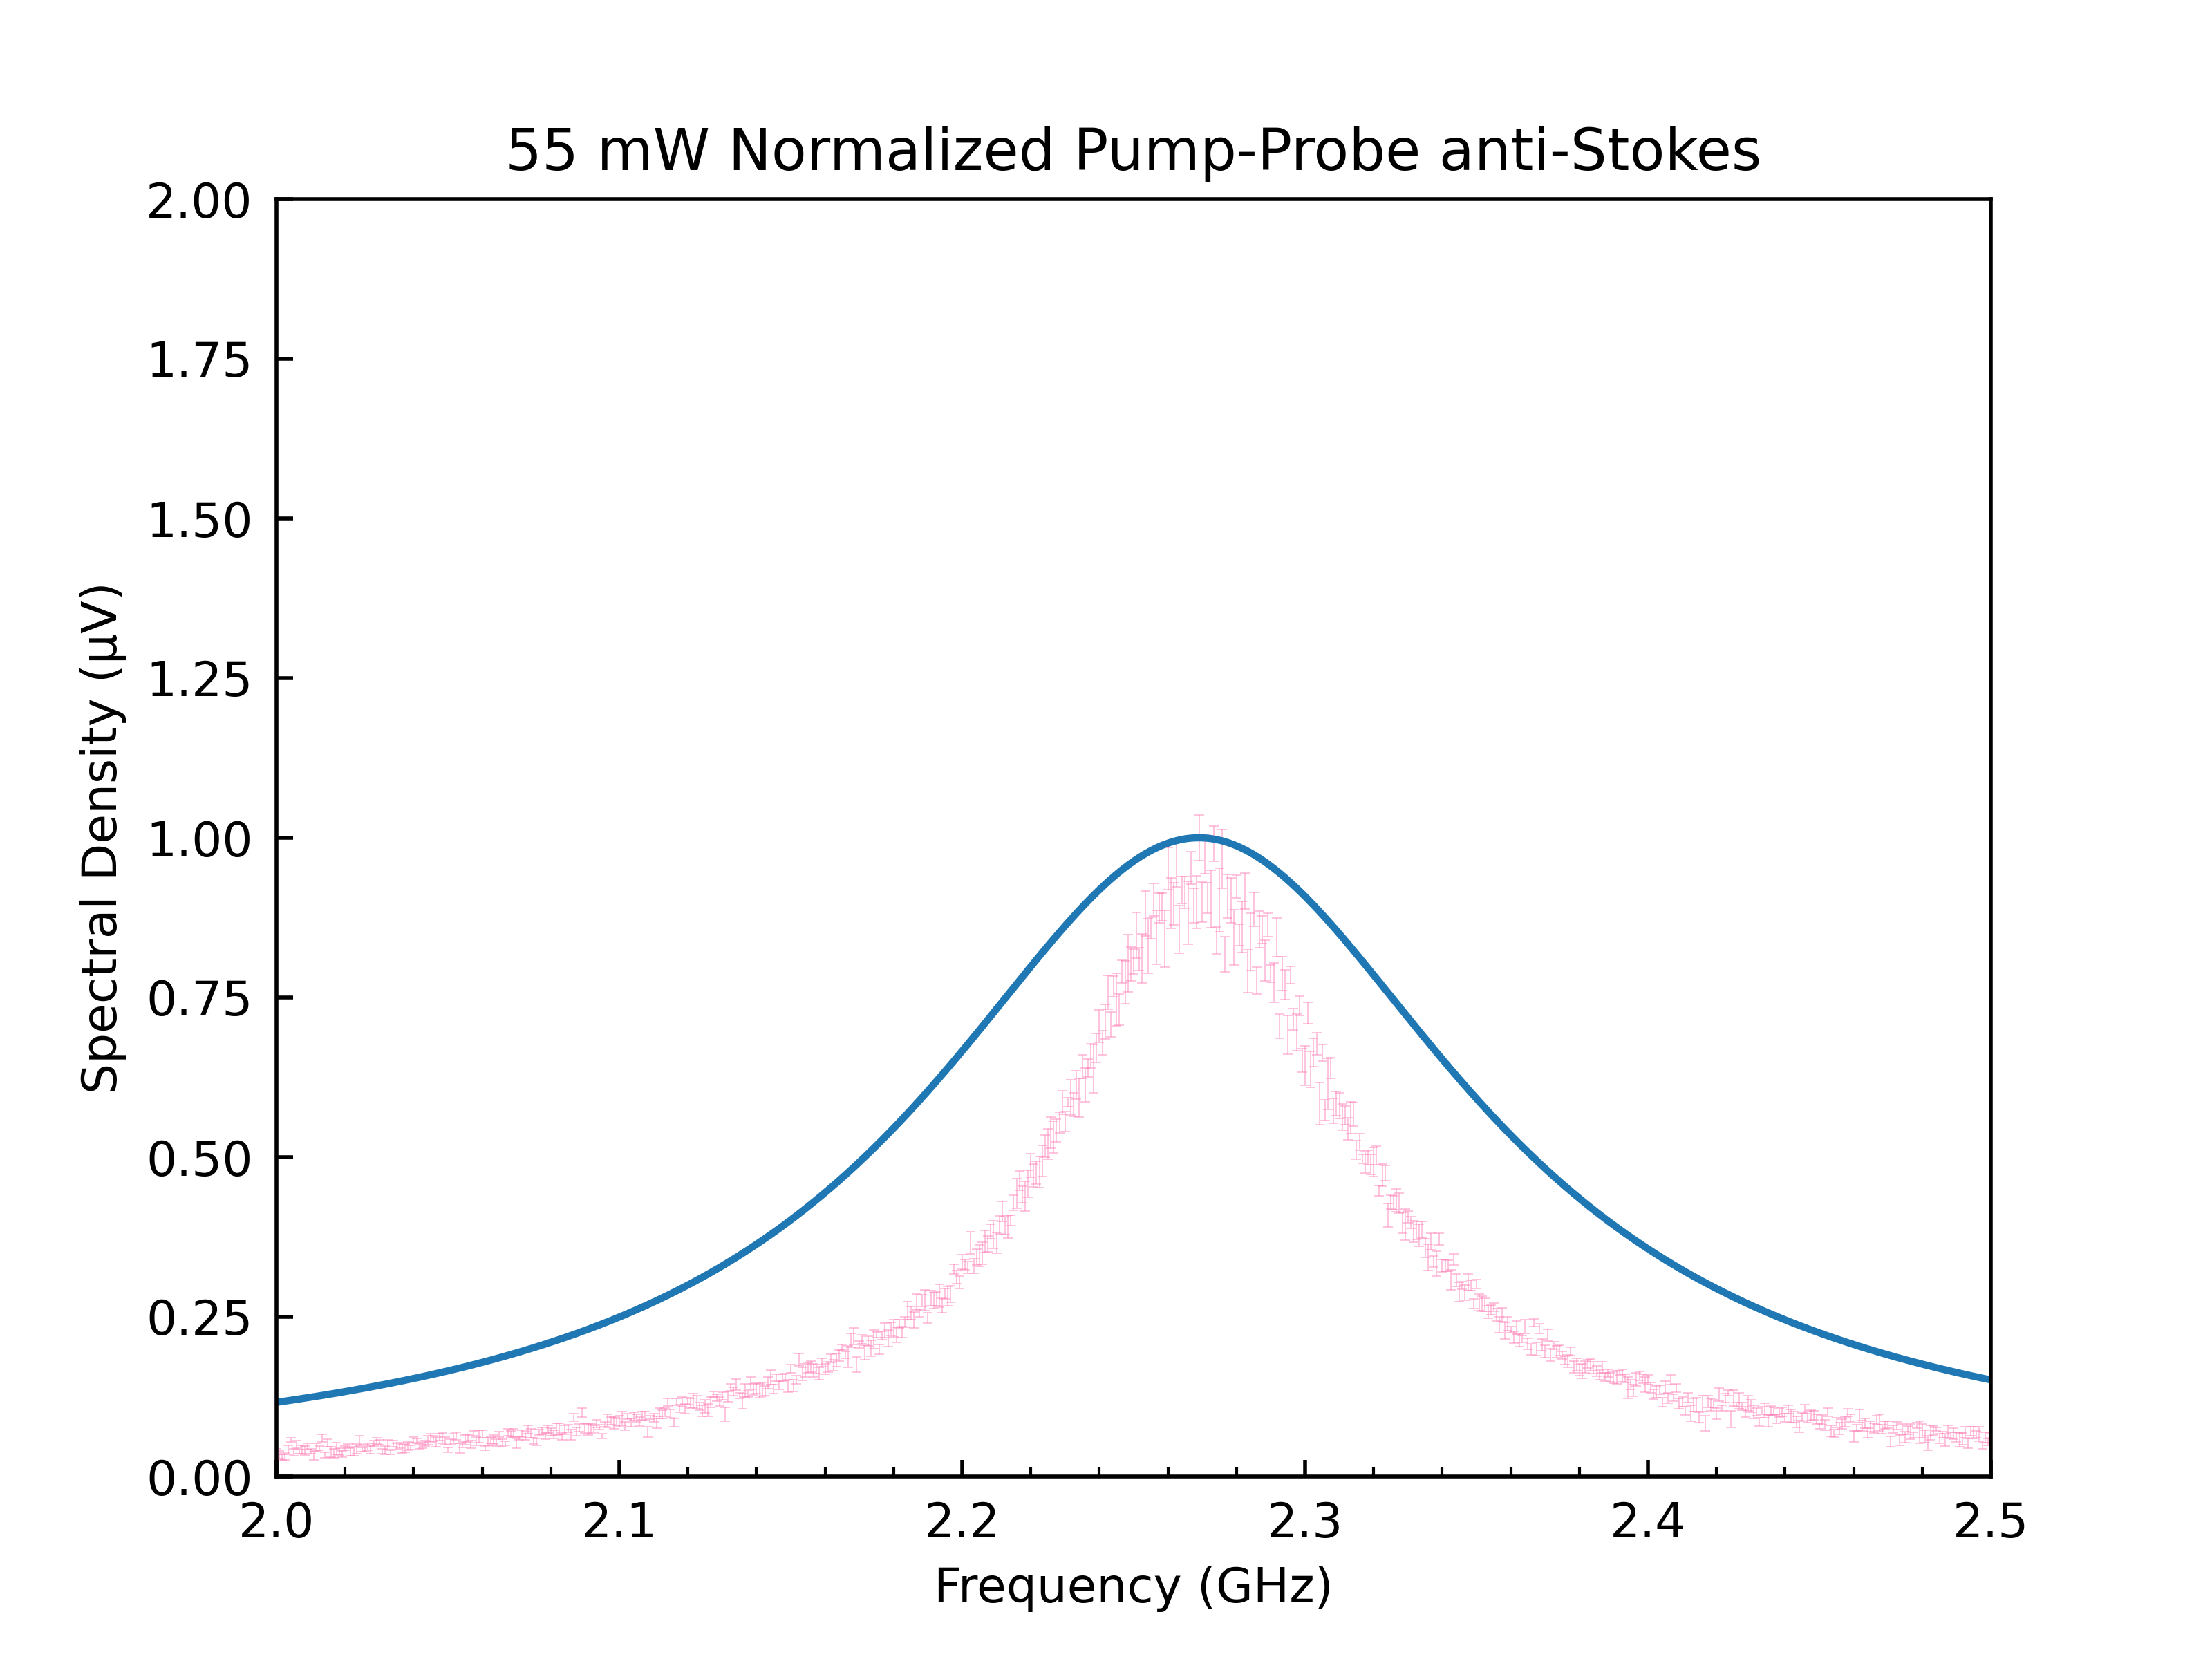 55 mW Normalized Pump-Probe anti-Stokes
2.00
1.75
1.50
1.25
1.00
0.75
0.50
0.25
0.00
Spectral Density (µV)
2.0 2.1 2.2 2.3 2.4 2.5
Frequency (GHz)